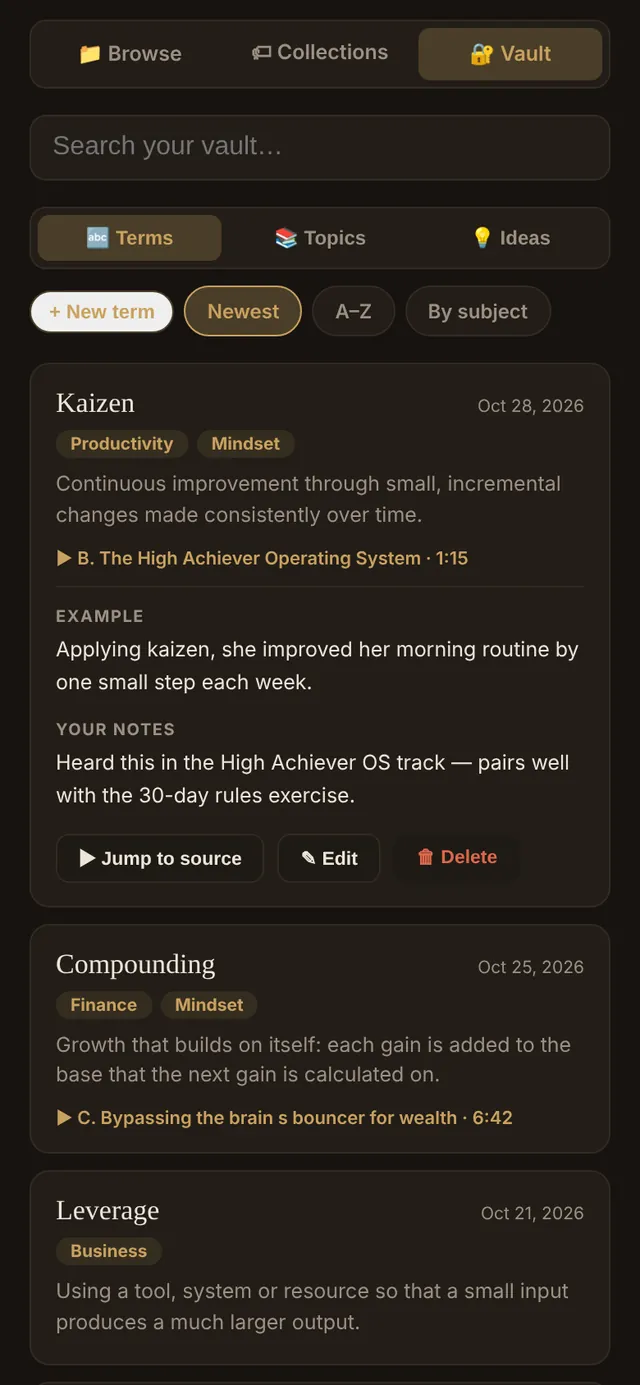 📁 Browse
🏷 Collections
🔐 Vault
Search your vault…
🔤 Terms
📚 Topics
💡 Ideas
+ New term
Newest
A–Z
By subject
Kaizen
Oct 28, 2026
Productivity
Mindset
Continuous improvement through small, incremental
changes made consistently over time.
▶ B. The High Achiever Operating System · 1:15
EXAMPLE
Applying kaizen, she improved her morning routine by
one small step each week.
YOUR NOTES
Heard this in the High Achiever OS track — pairs well
with the 30-day rules exercise.
▶ Jump to source
✎ Edit
🗑 Delete
Compounding
Oct 25, 2026
Finance
Mindset
Growth that builds on itself: each gain is added to the
base that the next gain is calculated on.
▶ C. Bypassing the brain s bouncer for wealth · 6:42
Leverage
Oct 21, 2026
Business
Using a tool, system or resource so that a small input
produces a much larger output.